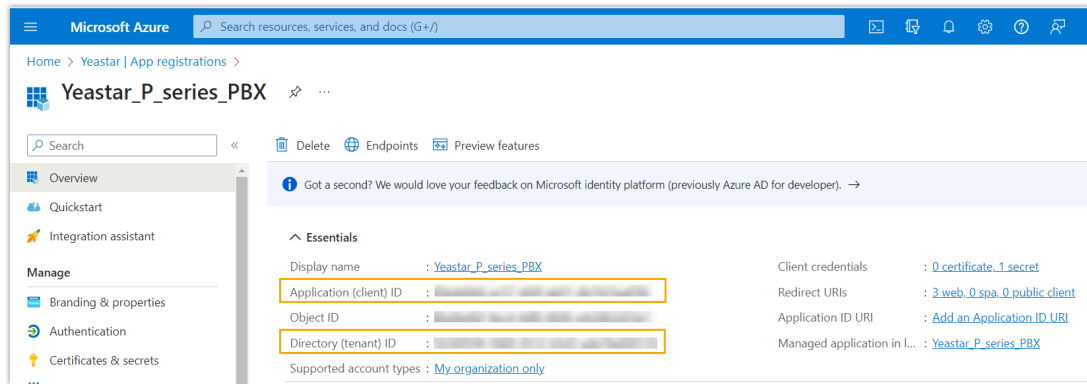 Microsoft Azure
Search resources, services, and docs (G+/)
Home > Yeastar | App registrations >
Yeastar_P_series_PBX
Search
Delete Endpoints Preview features
Overview
Got a second? We would love your feedback on Microsoft identity platform (previously Azure AD for developer). →
Quickstart
Integration assistant
Essentials
Display name : Yeastar_P_series_PBX
Client credentials : 0 certificate, 1 secret
Manage
Application (client) ID :
Redirect URIs : 3 web, 0 spa, 0 public client
Branding & properties
Object ID :
Application ID URI : Add an Application ID URI
Authentication
Directory (tenant) ID :
Managed application in l... : Yeastar_P_series_PBX
Certificates & secrets
Supported account types : My organization only